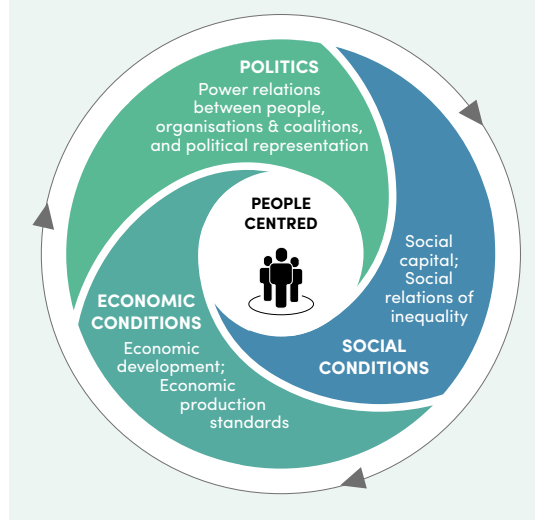 POLITICS
Power relations
between people,
organisations & coalitions,
and political representation
PEOPLE
CENTRED
Social
capital;
Social
relations of
inequality
SOCIAL
CONDITIONS
ECONOMIC
CONDITIONS
Economic
development;
Economic
production
standards